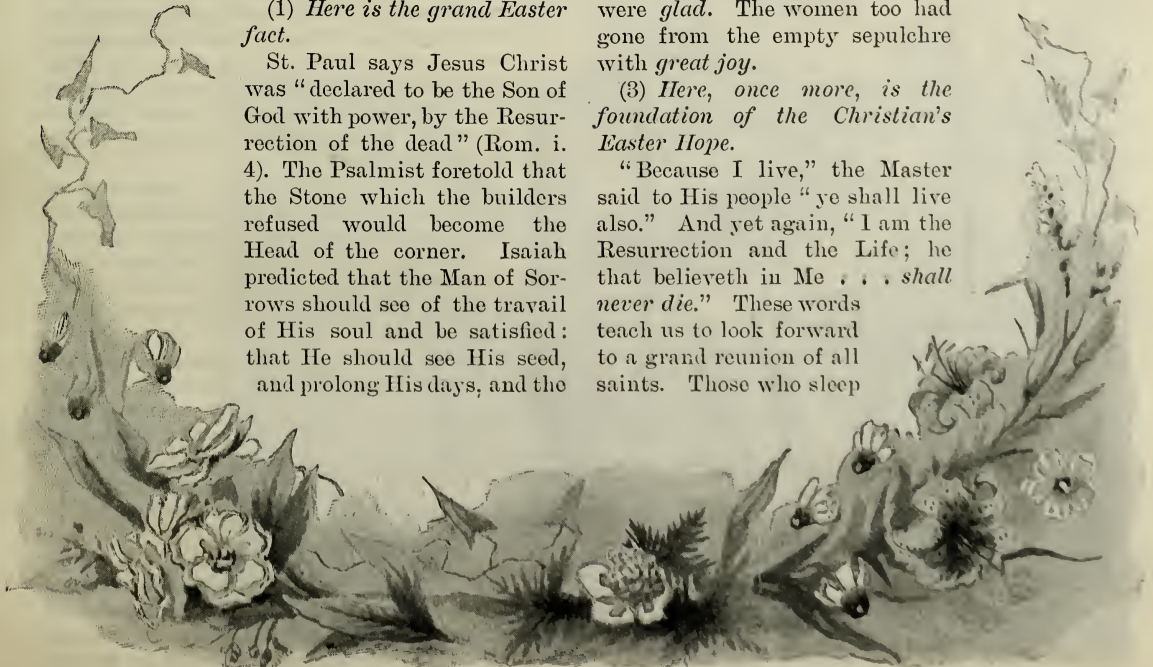 (1) Here is the grand Easter
fact.
St. Paul says Jesus Christ
was “declared to be the Son of
God with power, by the Resur-
rection of the dead” (Rom. i.
4). The Psalmist foretold that
the Stone which the builders
refused would become the
Head of the corner. Isaiah
predicted that the Man of Sor-
rows should see of the travail
of His soul and be satisfied:
that He should see His seed,
and prolong His days, and the
were glad. The women too had
gone from the empty sepulchre
with great joy.
(3) Here, once more, is the
foundation of the Christian's
Easter Hope.
“Because I live,” the Master
said to His people “ye shall live
also.” And yet again, “I am the
Resurrection and the Life; he
that believeth in Me . . . shall
never die.” These words
teach us to look forward
to a grand reunion of all
saints. Those who sleep